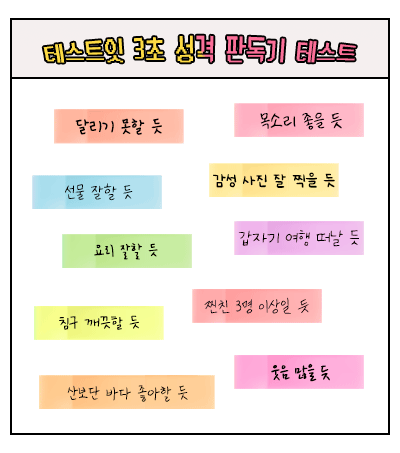 테스트잇 3초 성격 판독기 테스트
달리기 못할 듯
목소리 좋을 듯
선물 잘할 듯
감성 사진 잘 찍을 듯
요리 잘할 듯
갑자기 여행 떠날 듯
찐친 3명 이상일 듯
침구 깨끗할 듯
웃음 많을 듯
산보단 바다 좋아할 듯